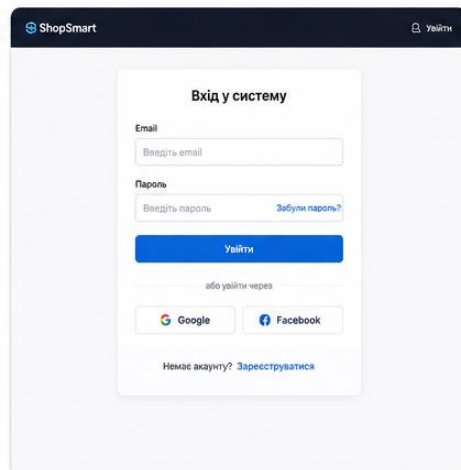 ShopSmart
Увійти
Вхід у систему
Email
Введіть email
Пароль
Введіть пароль Забули пароль?
Увійти
або увійти через
Google Facebook
Немає акаунту? Зареєструватися